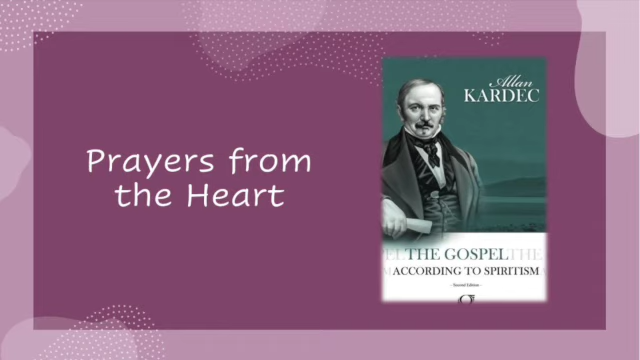 Prayers from
the Heart
Allan
KARDEC
THE GOSPEL
ACCORDING TO SPIRITISM
- Second Edition -